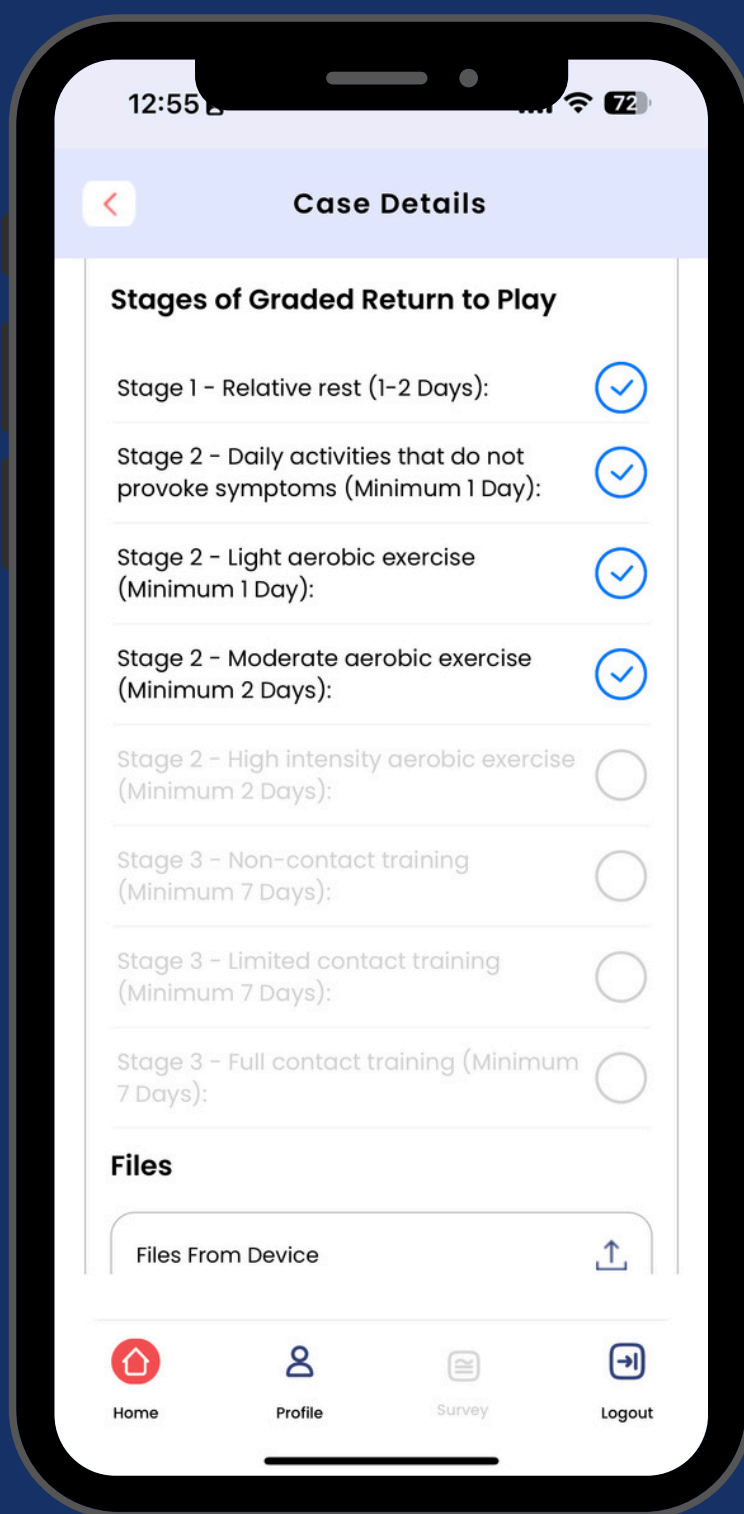 12:55
72
Case Details
Stages of Graded Return to Play
Stage 1 - Relative rest (1-2 Days):
Stage 2 - Daily activities that do not
provoke symptoms (Minimum 1 Day):
Stage 2 - Light aerobic exercise
(Minimum 1 Day):
Stage 2 - Moderate aerobic exercise
(Minimum 2 Days):
Stage 2 - High intensity aerobic exercise
(Minimum 2 Days):
Stage 3 - Non-contact training
(Minimum 7 Days):
Stage 3 - Limited contact training
(Minimum 7 Days):
Stage 3 - Full contact training (Minimum
7 Days):
Files
Files From Device
Home
Profile
Survey
Logout